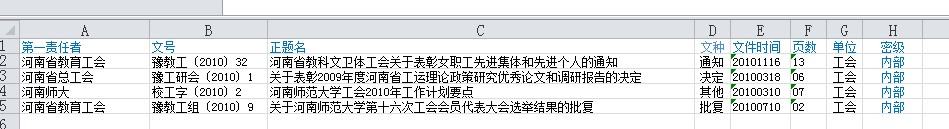 A B C D E F G H
1 第一责任者 文号 正题名 文种 文件时间 页数 单位 密级
2 河南省教育工会 豫教工（2010）32 河南省教科文卫体工会关于表彰女职工先进集体和先进个人的通知 通知 20101116 13 工会 内部
3 河南省总工会 豫工研会（2010）1 关于表彰2009年度河南省工运理论政策研究优秀论文和调研报告的决定 决定 20100318 06 工会 内部
4 河南师大 校工字（2010）2 河南师范大学工会2010年工作计划要点 其他 20100310 07 工会 内部
5 河南省教育工会 豫教工组（2010）9 关于河南师范大学第十六次工会会员代表大会选举结果的批复 批复 20100710 02 工会 内部
6